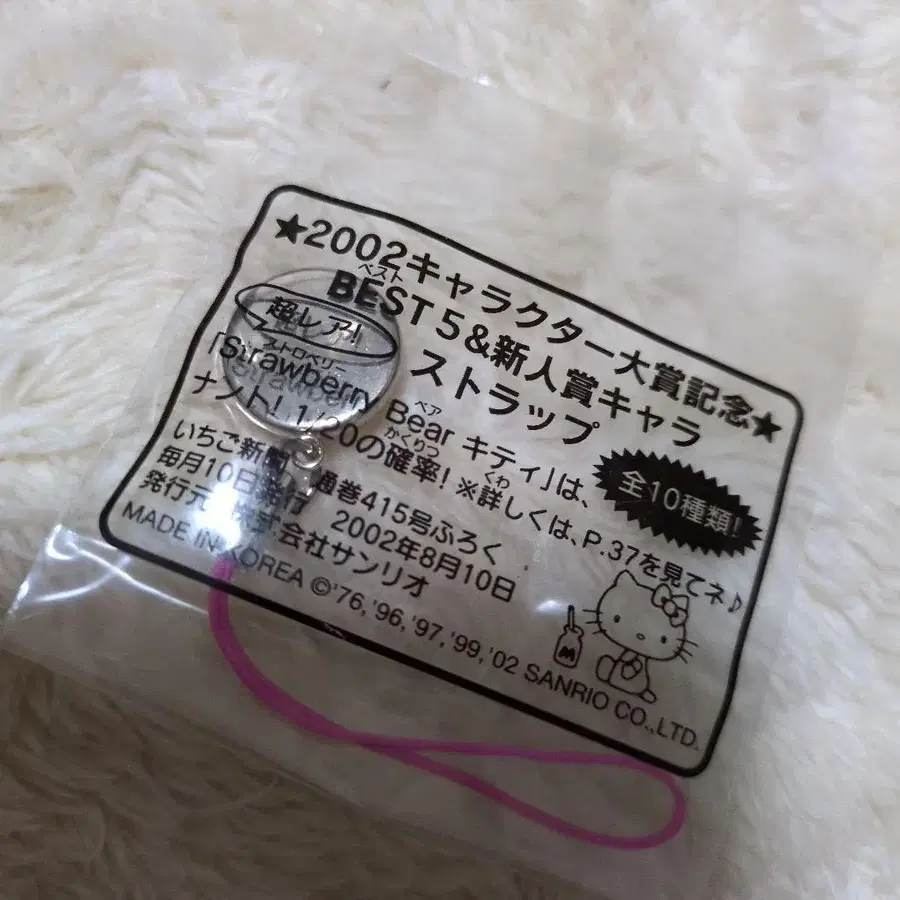 ★2002キャラクター大賞記念★
ベスト
BEST 5&新人賞キャラ
ストラップ
超レア!
ストロベリー ベア
「Strawberry Bear キティ」は、
かくりつ くわ
ナント! 1/20の確率! ※詳しくは、P.37を見てネ♪
全10種類!
いちご新聞 通巻415号ふろく
毎月10日発行 2002年8月10日
発行元 株式会社サンリオ
MADE IN KOREA ©'76,'96,'97,'99,'02 SANRIO CO.,LTD.
M